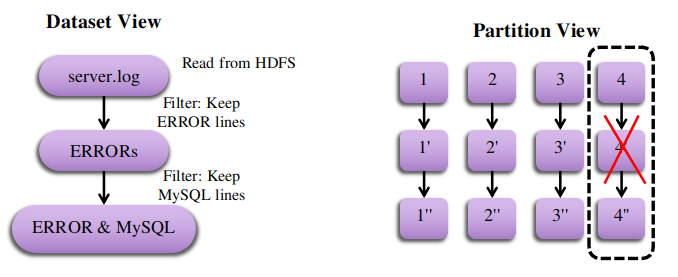 Dataset View
server.log
Read from HDFS
Filter: Keep
ERROR lines
ERRORs
Filter: Keep
MySQL lines
ERROR & MySQL
Partition View
1 2 3 4
1' 2' 3' 4'
1'' 2'' 3'' 4''